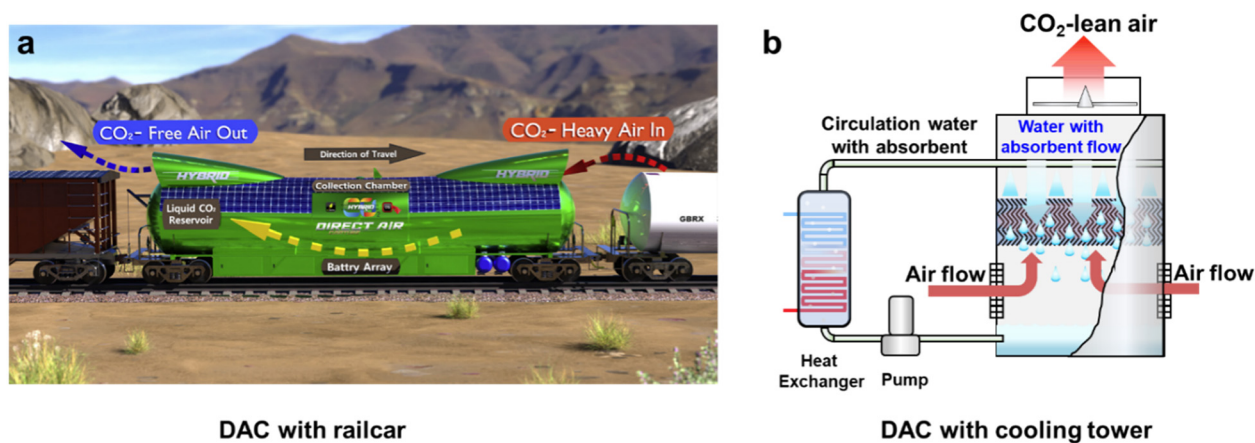 a
CO₂- Free Air Out
CO₂- Heavy Air In
Direction of Travel
HYBRID
HYBRID
Collection Chamber
HYBRID
Liquid CO₂
Reservoir
DIRECT AIR
GBRX
Battry Array
DAC with railcar
b
CO₂-lean air
Circulation water
with absorbent
Water with
absorbent flow
Air flow
Air flow
Heat
Exchanger
Pump
DAC with cooling tower